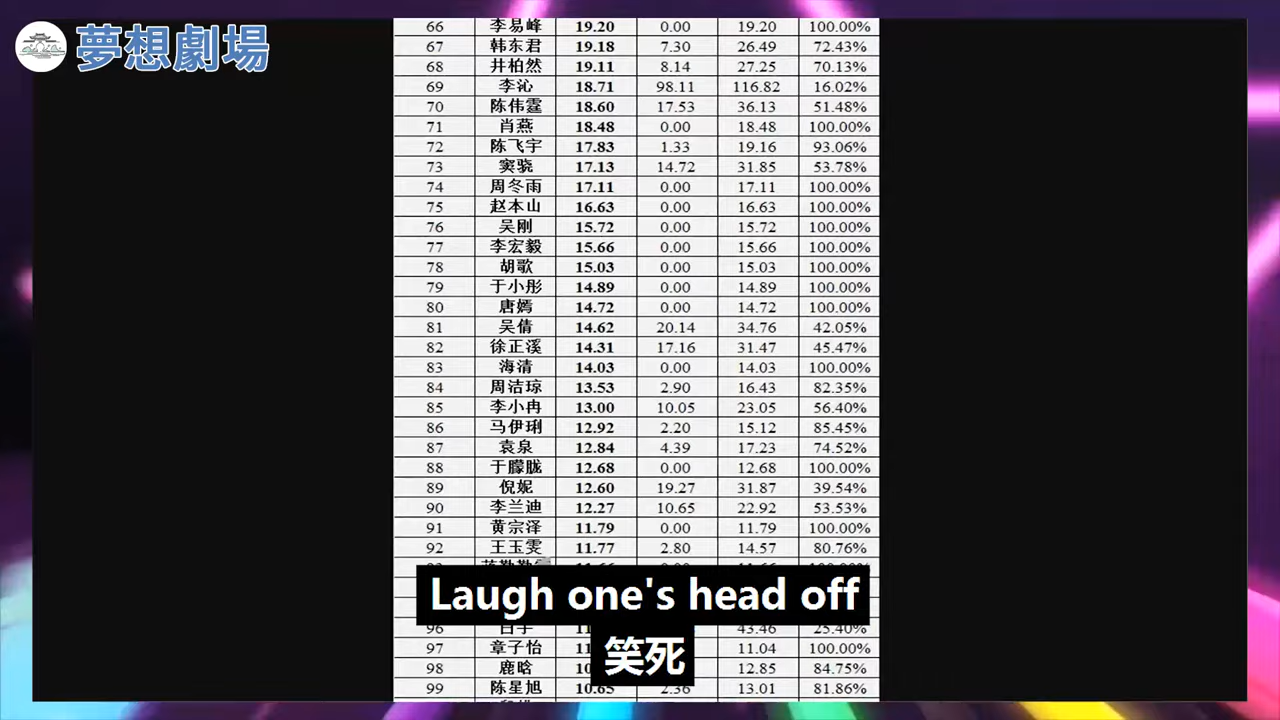 夢想劇場
66 李易峰 19.20 0.00 19.20 100.00%
67 韩东君 19.18 7.30 26.49 72.43%
68 井柏然 19.11 8.14 27.25 70.13%
69 李沁 18.71 98.11 116.82 16.02%
70 陈伟霆 18.60 17.53 36.13 51.48%
71 肖燕 18.48 0.00 18.48 100.00%
72 陈飞宇 17.83 1.33 19.16 93.06%
73 窦骁 17.13 14.72 31.85 53.78%
74 周冬雨 17.11 0.00 17.11 100.00%
75 赵本山 16.63 0.00 16.63 100.00%
76 吴刚 15.72 0.00 15.72 100.00%
77 李宏毅 15.66 0.00 15.66 100.00%
78 胡歌 15.03 0.00 15.03 100.00%
79 于小彤 14.89 0.00 14.89 100.00%
80 唐嫣 14.72 0.00 14.72 100.00%
81 吴倩 14.62 20.14 34.76 42.05%
82 徐正溪 14.31 17.16 31.47 45.47%
83 海清 14.03 0.00 14.03 100.00%
84 周洁琼 13.53 2.90 16.43 82.35%
85 李小冉 13.00 10.05 23.05 56.40%
86 马伊琍 12.92 2.20 15.12 85.45%
87 袁泉 12.84 4.39 17.23 74.52%
88 于朦胧 12.68 0.00 12.68 100.00%
89 倪妮 12.60 19.27 31.87 39.54%
90 李兰迪 12.27 10.65 22.92 53.53%
91 黄宗泽 11.79 0.00 11.79 100.00%
92 王玉雯 11.77 2.80 14.57 80.76%
Laugh one's head off
96 白宇 43.46 25.40%
笑死
97 章子怡 11.04 100.00%
98 鹿晗 12.85 84.75%
99 陈星旭 10.65 2.36 13.01 81.86%